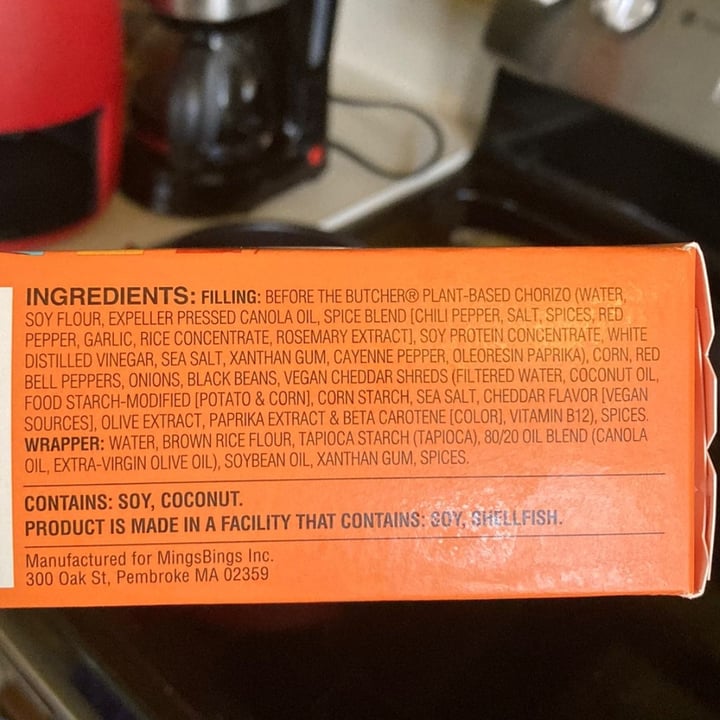 INGREDIENTS: FILLING: BEFORE THE BUTCHER® PLANT-BASED CHORIZO (WATER,
SOY FLOUR, EXPELLER PRESSED CANOLA OIL, SPICE BLEND [CHILI PEPPER, SALT, SPICES, RED
PEPPER, GARLIC, RICE CONCENTRATE, ROSEMARY EXTRACT], SOY PROTEIN CONCENTRATE, WHITE
DISTILLED VINEGAR, SEA SALT, XANTHAN GUM, CAYENNE PEPPER, OLEORESIN PAPRIKA), CORN, RED
BELL PEPPERS, ONIONS, BLACK BEANS, VEGAN CHEDDAR SHREDS (FILTERED WATER, COCONUT OIL,
FOOD STARCH-MODIFIED [POTATO & CORN], CORN STARCH, SEA SALT, CHEDDAR FLAVOR [VEGAN
SOURCES], OLIVE EXTRACT, PAPRIKA EXTRACT & BETA CAROTENE [COLOR], VITAMIN B12), SPICES.
WRAPPER: WATER, BROWN RICE FLOUR, TAPIOCA STARCH (TAPIOCA), 80/20 OIL BLEND (CANOLA
OIL, EXTRA-VIRGIN OLIVE OIL), SOYBEAN OIL, XANTHAN GUM, SPICES.
CONTAINS: SOY, COCONUT.
PRODUCT IS MADE IN A FACILITY THAT CONTAINS: SOY, SHELLFISH.
Manufactured for MingsBings Inc.
300 Oak St, Pembroke MA 02359